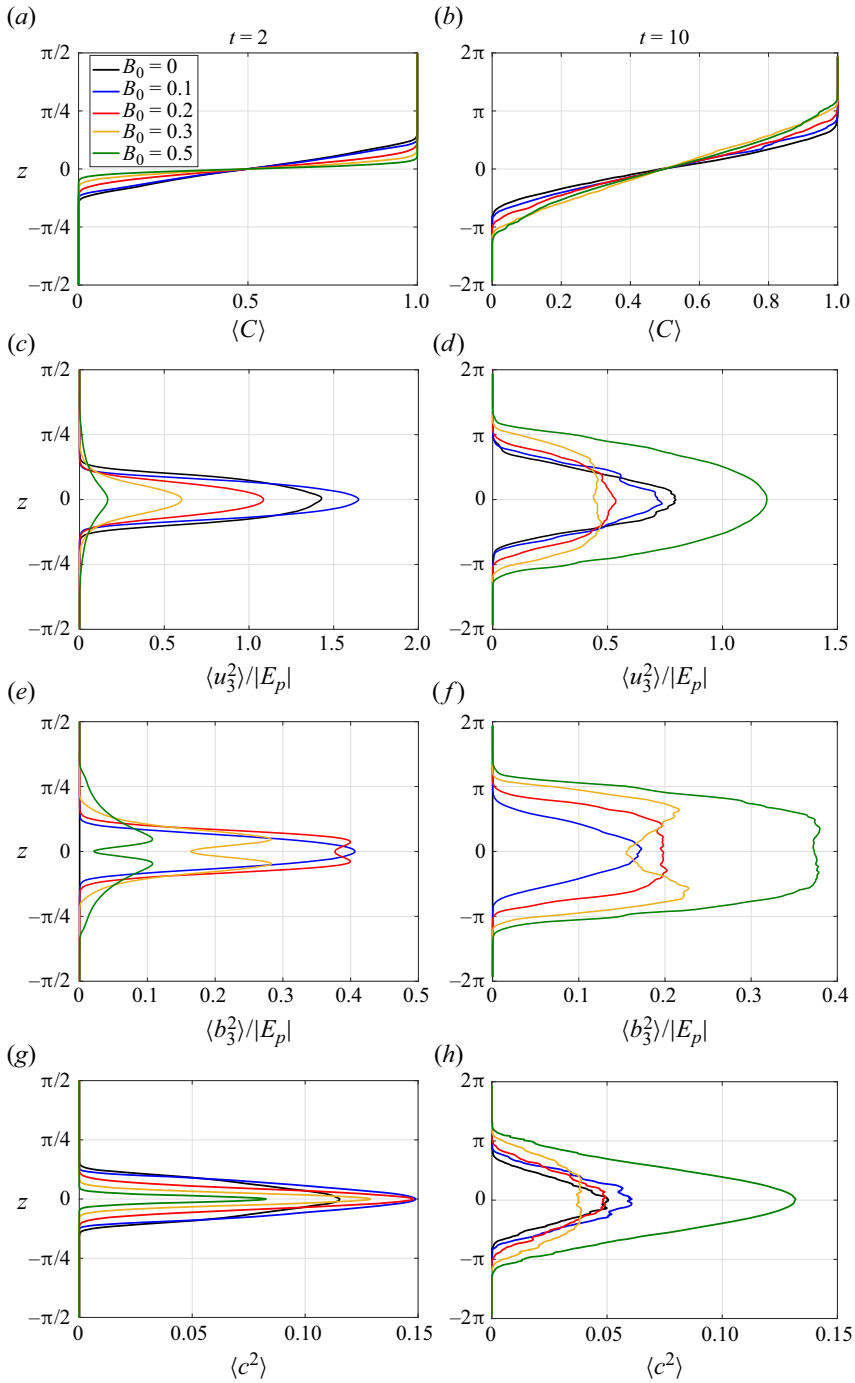 (a)
(b)
t = 2
t = 10
π/2
π/4
z
0
−π/4
−π/2
B₀ = 0
B₀ = 0.1
B₀ = 0.2
B₀ = 0.3
B₀ = 0.5
0 0.5 1.0
⟨C⟩
2π
π
0
−π
−2π
0 0.2 0.4 0.6 0.8 1.0
⟨C⟩
(c)
(d)
π/2
π/4
z
0
−π/4
−π/2
0 0.5 1.0 1.5 2.0
⟨u₃²⟩/|Eₚ|
2π
π
0
−π
−2π
0 0.5 1.0 1.5
⟨u₃²⟩/|Eₚ|
(e)
(f)
π/2
π/4
z
0
−π/4
−π/2
0 0.1 0.2 0.3 0.4 0.5
⟨b₃²⟩/|Eₚ|
2π
π
0
−π
−2π
0 0.1 0.2 0.3 0.4
⟨b₃²⟩/|Eₚ|
(g)
(h)
π/2
π/4
z
0
−π/4
−π/2
0 0.05 0.10 0.15
⟨c²⟩
2π
π
0
−π
−2π
0 0.05 0.10 0.15
⟨c²⟩